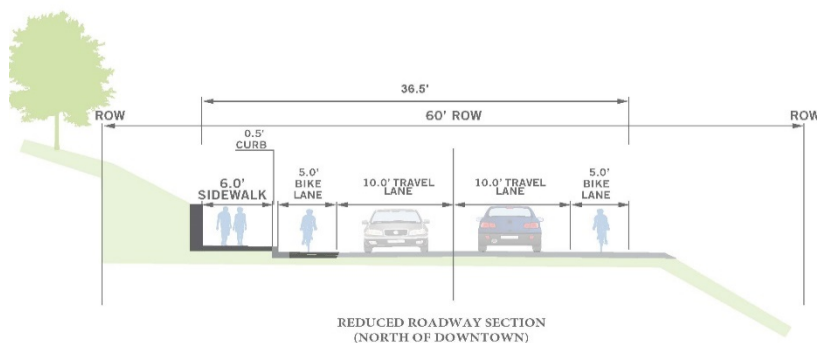 36.5'
ROW
60' ROW
ROW
0.5'
CURB
6.0'
SIDEWALK
5.0'
BIKE
LANE
10.0' TRAVEL
LANE
10.0' TRAVEL
LANE
5.0'
BIKE
LANE
REDUCED ROADWAY SECTION
(NORTH OF DOWNTOWN)